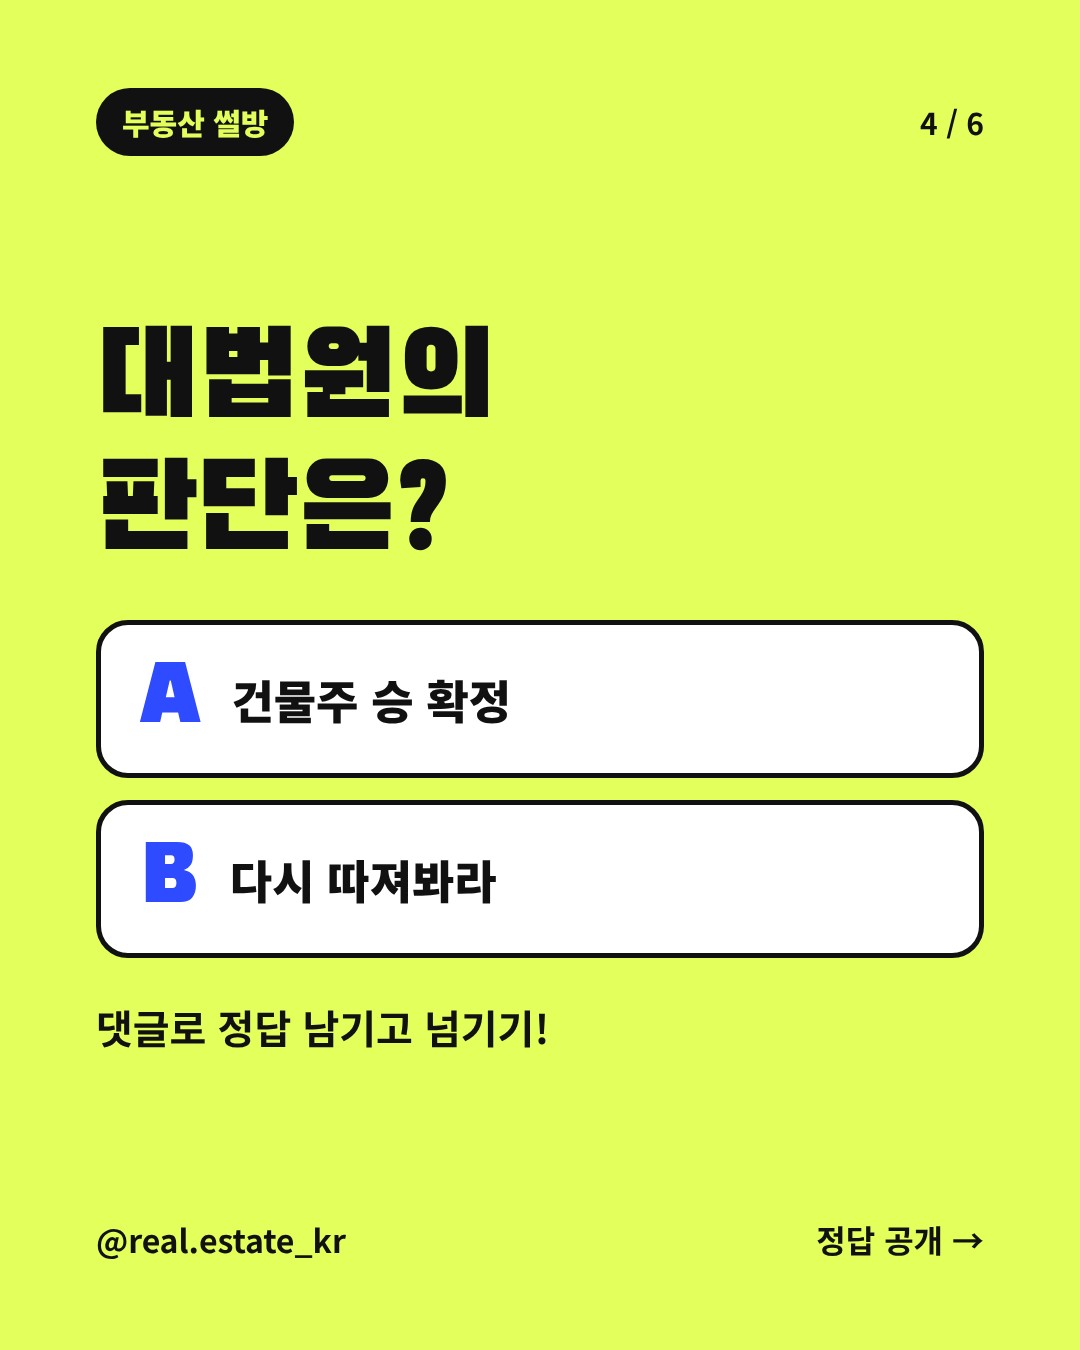 부동산 썰방
4 / 6
대법원의
판단은?
A 건물주 승 확정
B 다시 따져봐라
댓글로 정답 남기고 넘기기!
@real.estate_kr
정답 공개 →